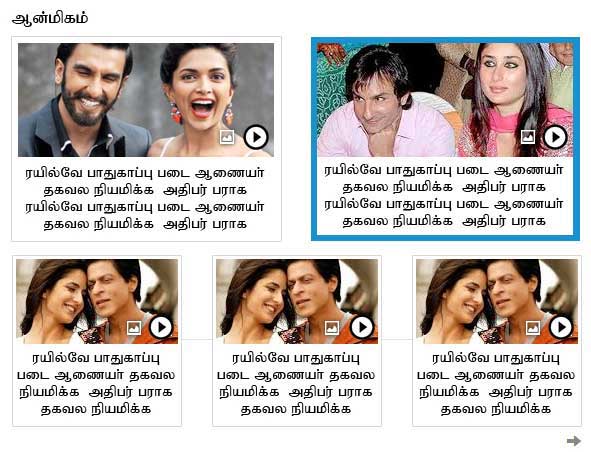 ஆன்மிகம்
ரயில்வே பாதுகாப்பு படை ஆணையர்
தகவல நியமிக்க அதிபர் பராக
ரயில்வே பாதுகாப்பு படை ஆணையர்
தகவல நியமிக்க அதிபர் பராக
ரயில்வே பாதுகாப்பு படை ஆணையர்
தகவல நியமிக்க அதிபர் பராக
ரயில்வே பாதுகாப்பு படை ஆணையர்
தகவல நியமிக்க அதிபர் பராக
ரயில்வே பாதுகாப்பு
படை ஆணையர் தகவல
நியமிக்க அதிபர் பராக
தகவல நியமிக்க
ரயில்வே பாதுகாப்பு
படை ஆணையர் தகவல
நியமிக்க அதிபர் பராக
தகவல நியமிக்க
ரயில்வே பாதுகாப்பு
படை ஆணையர் தகவல
நியமிக்க அதிபர் பராக
தகவல நியமிக்க